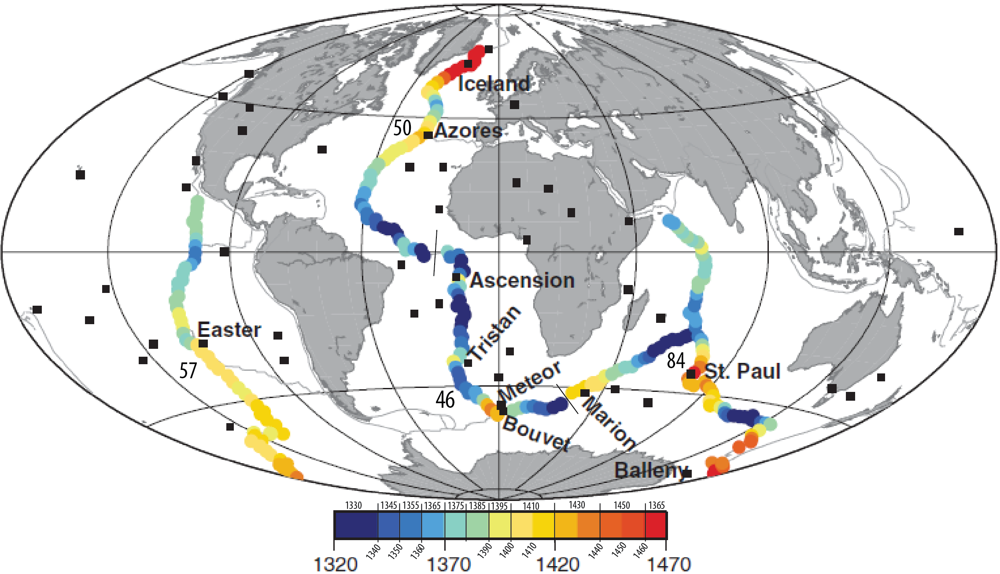 Iceland
50
Azores
Ascension
Tristan
Easter
57
84
St. Paul
Meteor
46
Marion
Bouvet
Balleny
1330 1345 1355 1365 1375 1385 1395 1410 1430 1450 1365
1340 1350 1360 1390 1400 1410 1440 1450 1460
1320 1370 1420 1470